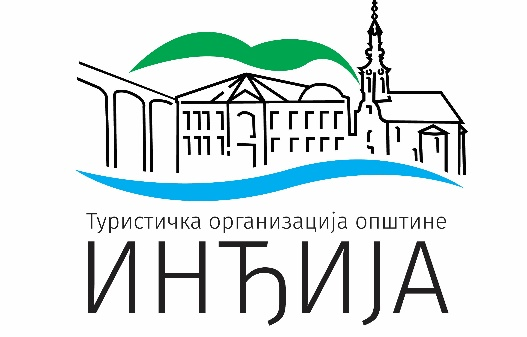 Туристичка организација општине
ИНЂИЈА